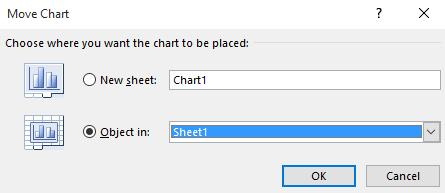 Move Chart ? ×
Choose where you want the chart to be placed:
New sheet: Chart1
Object in: Sheet1
OK Cancel